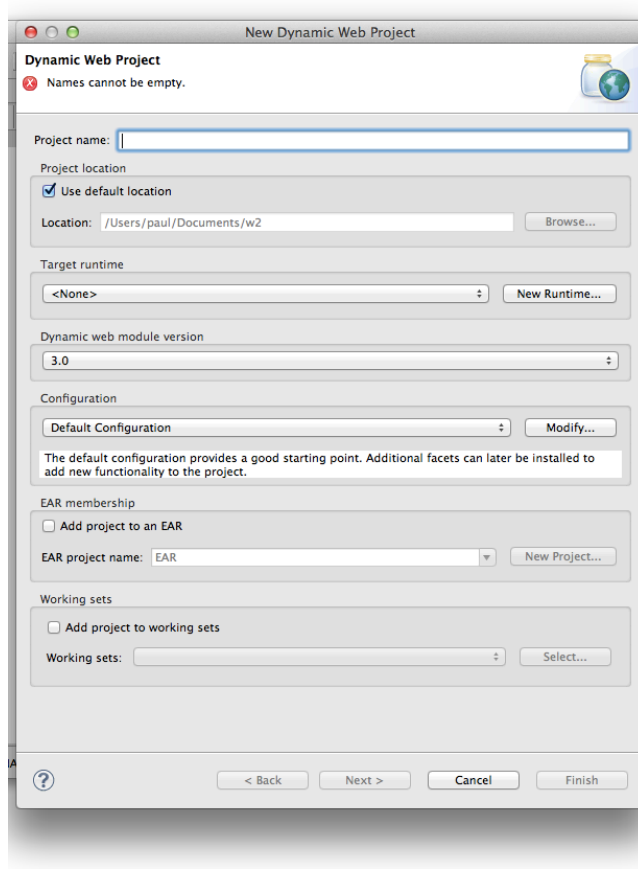 New Dynamic Web Project
Dynamic Web Project
Names cannot be empty.
Project name:
Project location
Use default location
Location: /Users/paul/Documents/w2 Browse...
Target runtime
<None> New Runtime...
Dynamic web module version
3.0
Configuration
Default Configuration Modify...
The default configuration provides a good starting point. Additional facets can later be installed to
add new functionality to the project.
EAR membership
Add project to an EAR
EAR project name: EAR New Project...
Working sets
Add project to working sets
Working sets: Select...
? < Back Next > Cancel Finish